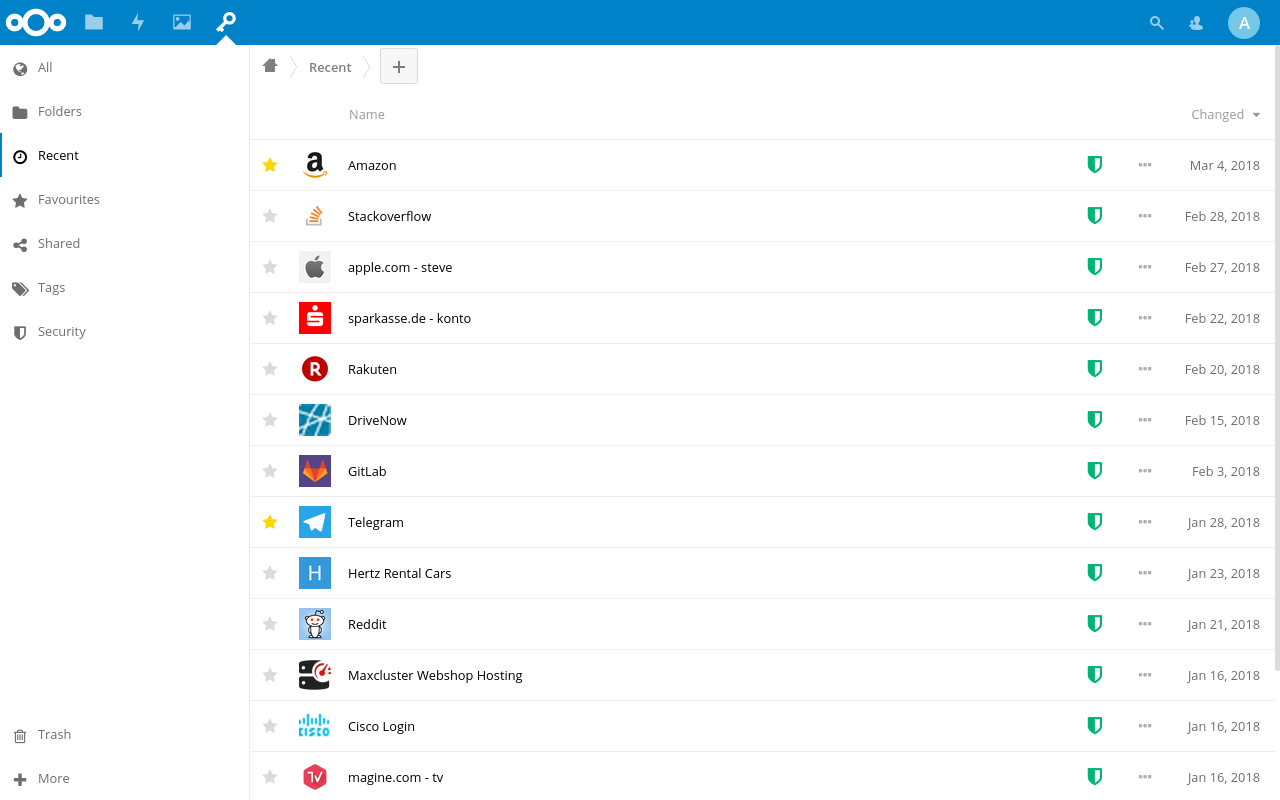 A
All
Folders
Recent
Favourites
Shared
Tags
Security
Trash
More
Recent
Name Changed
Amazon Mar 4, 2018
Stackoverflow Feb 28, 2018
apple.com - steve Feb 27, 2018
sparkasse.de - konto Feb 22, 2018
R Rakuten Feb 20, 2018
DriveNow Feb 15, 2018
GitLab Feb 3, 2018
Telegram Jan 28, 2018
H Hertz Rental Cars Jan 23, 2018
Reddit Jan 21, 2018
Maxcluster Webshop Hosting Jan 16, 2018
CISCO Cisco Login Jan 16, 2018
TV magine.com - tv Jan 16, 2018